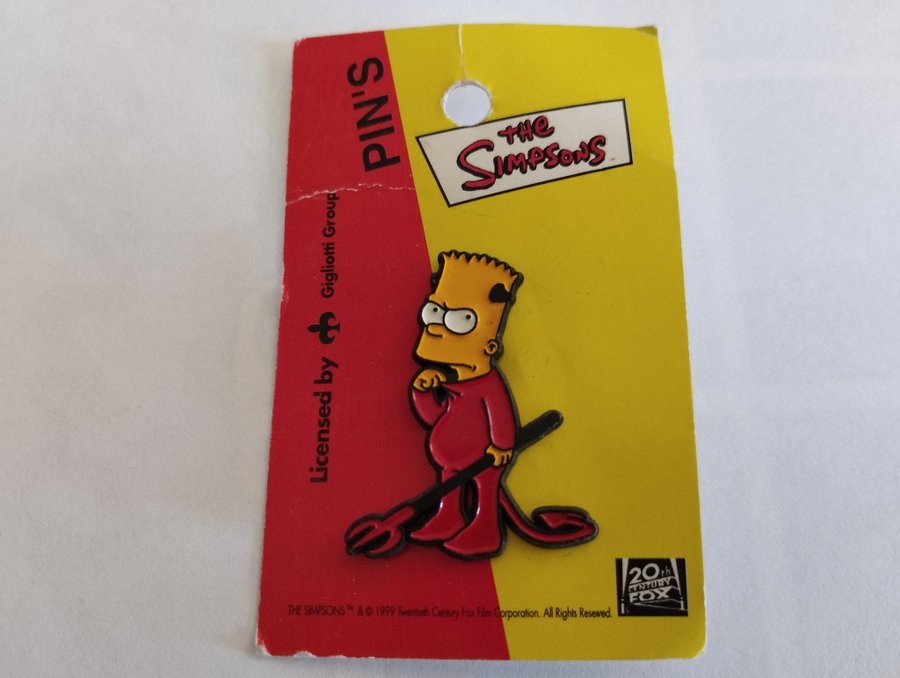 PIN'S
THE
SIMPSONS
Licensed by Gigliotti Group
20th
CENTURY
FOX
THE SIMPSONS™ & © 1999 Twentieth Century Fox Film Corporation. All Rights Reserved.